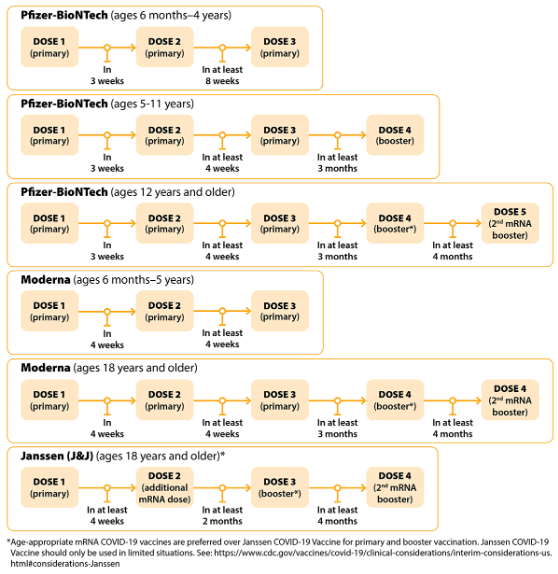 Pfizer-BioNTech (ages 6 months–4 years)
DOSE 1 DOSE 2 DOSE 3
(primary) (primary) (primary)
In In at least
3 weeks 8 weeks
Pfizer-BioNTech (ages 5-11 years)
DOSE 1 DOSE 2 DOSE 3 DOSE 4
(primary) (primary) (primary) (booster)
In In at least In at least
3 weeks 4 weeks 3 months
Pfizer-BioNTech (ages 12 years and older)
DOSE 1 DOSE 2 DOSE 3 DOSE 4 DOSE 5
(primary) (primary) (primary) (booster*) (2nd mRNA
booster)
In In at least In at least In at least
3 weeks 4 weeks 3 months 4 months
Moderna (ages 6 months–5 years)
DOSE 1 DOSE 2 DOSE 3
(primary) (primary) (primary)
In In at least
4 weeks 4 weeks
Moderna (ages 18 years and older)
DOSE 1 DOSE 2 DOSE 3 DOSE 4 DOSE 4
(primary) (primary) (primary) (booster*) (2nd mRNA
booster)
In In at least In at least In at least
4 weeks 4 weeks 3 months 4 months
Janssen (J&J) (ages 18 years and older)*
DOSE 1 DOSE 2 DOSE 3 DOSE 4
(primary) (additional (booster*) (2nd mRNA
mRNA dose) booster)
In at least In at least In at least
4 weeks 2 months 4 months
*Age-appropriate mRNA COVID-19 vaccines are preferred over Janssen COVID-19 Vaccine for primary and booster vaccination. Janssen COVID-19
Vaccine should only be used in limited situations. See: https://www.cdc.gov/vaccines/covid-19/clinical-considerations/interim-considerations-us.
html#considerations-Janssen